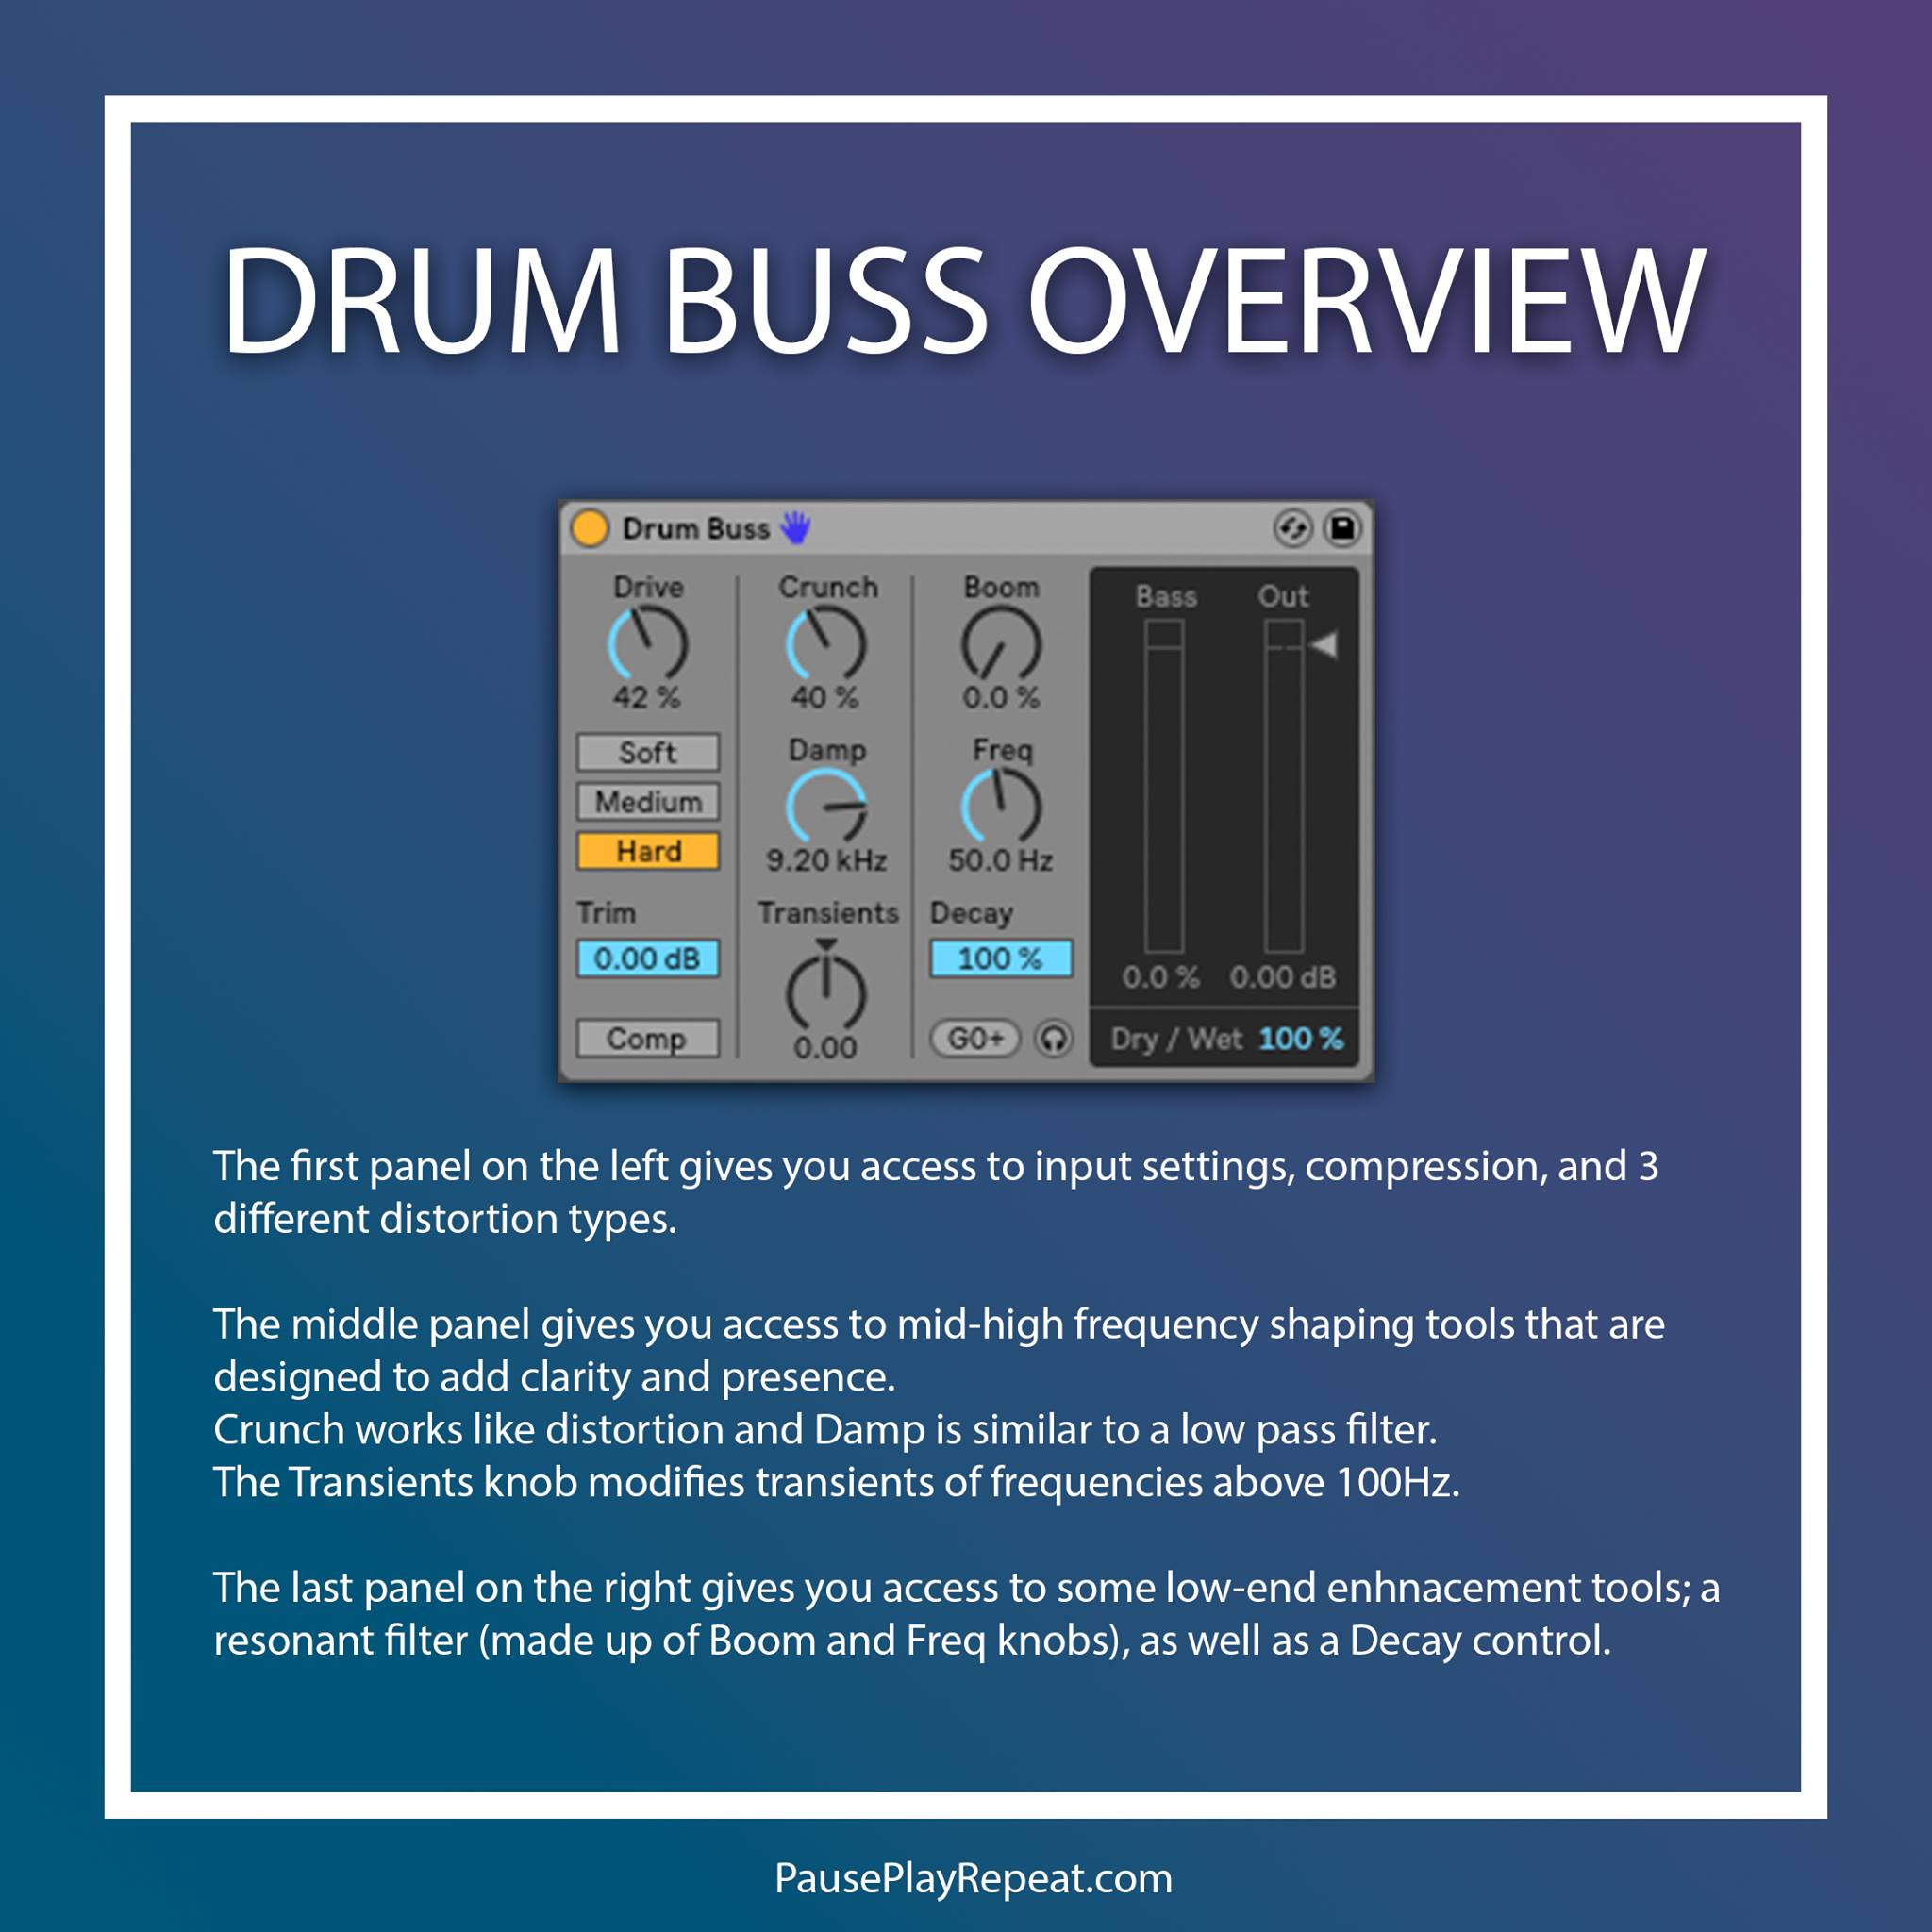 DRUM BUSS OVERVIEW
Drum Buss
Drive
42 %
Soft
Medium
Hard
Trim
0.00 dB
Comp
Crunch
40 %
Damp
9.20 kHz
Transients
0.00
Boom
0.0 %
Freq
50.0 Hz
Decay
100 %
G0+
Bass Out
0.0 % 0.00 dB
Dry / Wet 100 %
The first panel on the left gives you access to input settings, compression, and 3
different distortion types.
The middle panel gives you access to mid-high frequency shaping tools that are
designed to add clarity and presence.
Crunch works like distortion and Damp is similar to a low pass filter.
The Transients knob modifies transients of frequencies above 100Hz.
The last panel on the right gives you access to some low-end enhnacement tools; a
resonant filter (made up of Boom and Freq knobs), as well as a Decay control.
PausePlayRepeat.com